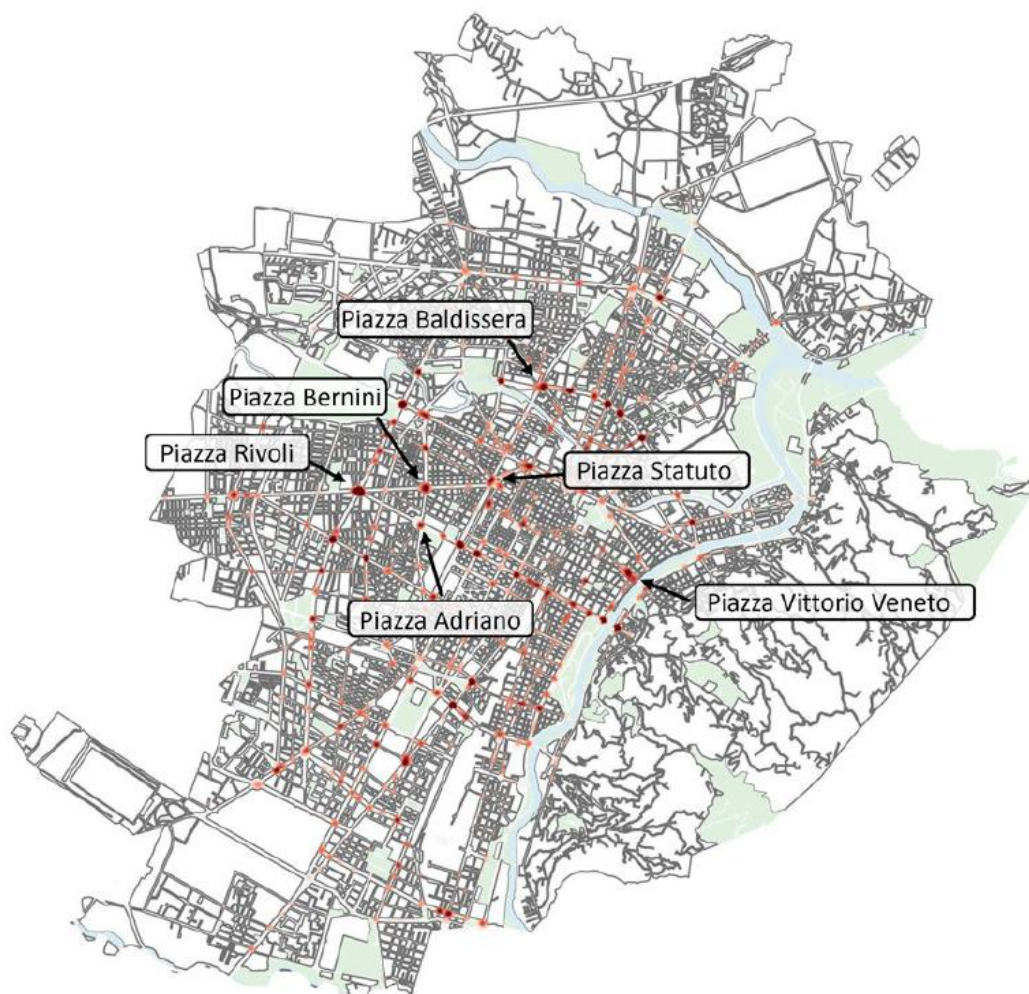 Piazza Baldissera
Piazza Bernini
Piazza Rivoli
Piazza Statuto
Piazza Vittorio Veneto
Piazza Adriano